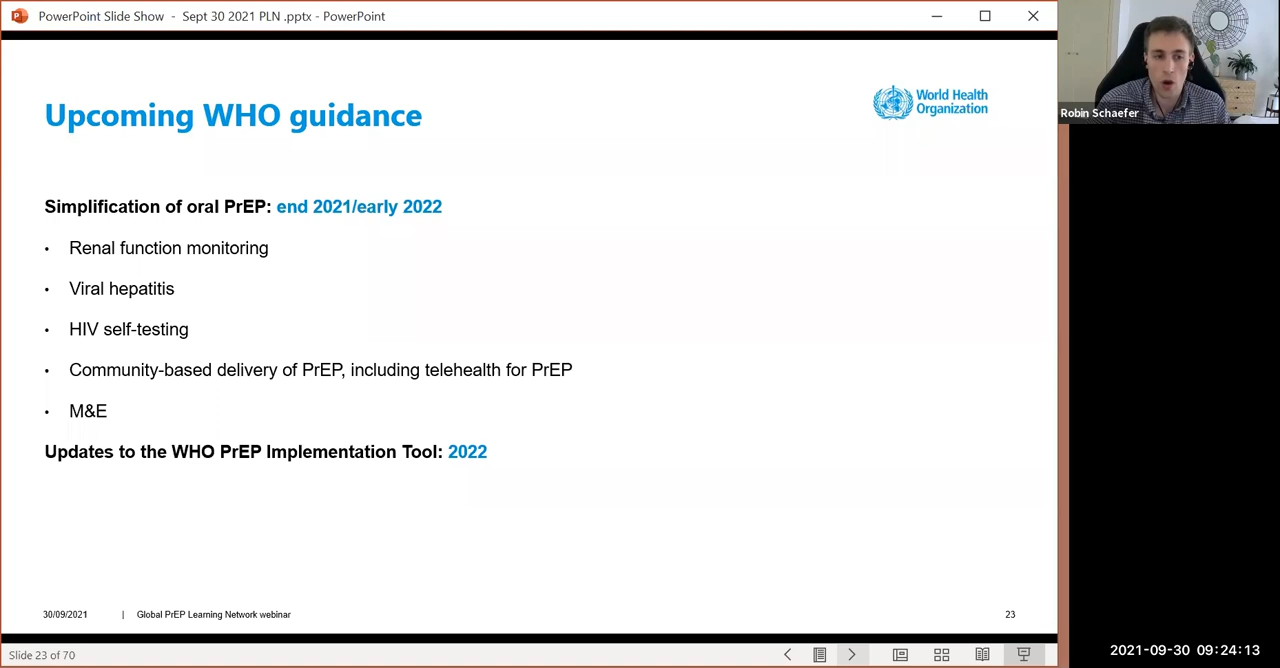 PowerPoint Slide Show - Sept 30 2021 PLN .pptx - PowerPoint
Upcoming WHO guidance
World Health
Organization
Robin Schaefer
Simplification of oral PrEP: end 2021/early 2022
• Renal function monitoring
• Viral hepatitis
• HIV self-testing
• Community-based delivery of PrEP, including telehealth for PrEP
• M&E
Updates to the WHO PrEP Implementation Tool: 2022
30/09/2021 | Global PrEP Learning Network webinar 23
Slide 23 of 70
2021-09-30 09:24:13